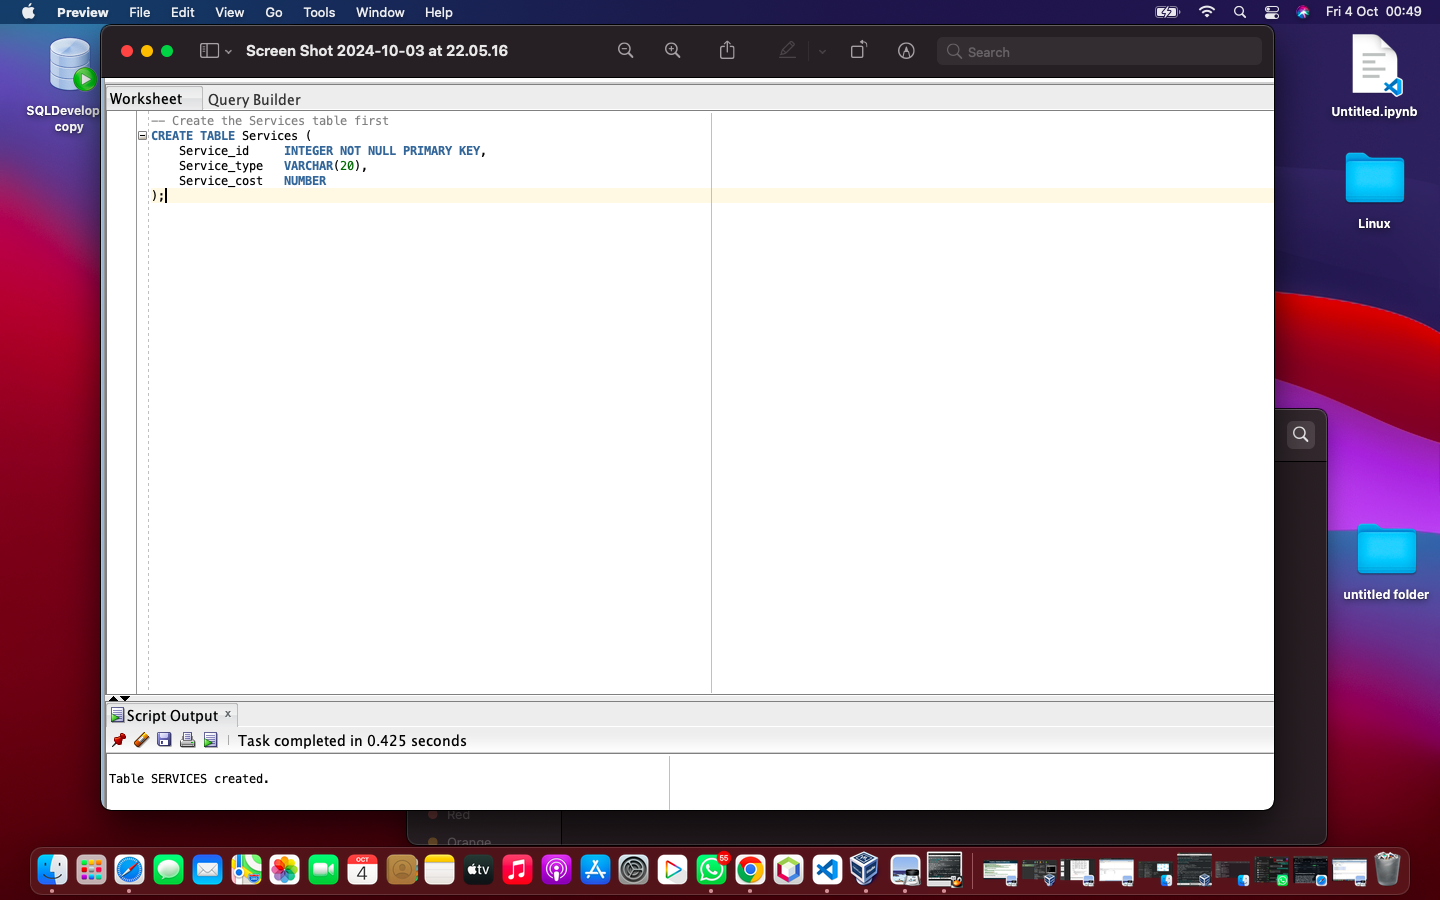 Preview File Edit View Go Tools Window Help
Fri 4 Oct 00:49
Screen Shot 2024-10-03 at 22.05.16
Search
SQLDevelop
copy
Untitled.ipynb
Linux
untitled folder
Worksheet Query Builder
-- Create the Services table first
CREATE TABLE Services (
Service_id INTEGER NOT NULL PRIMARY KEY,
Service_type VARCHAR(20),
Service_cost NUMBER
);
Script Output x
Task completed in 0.425 seconds
Table SERVICES created.
Red
Orange
OCT
4
tv
55